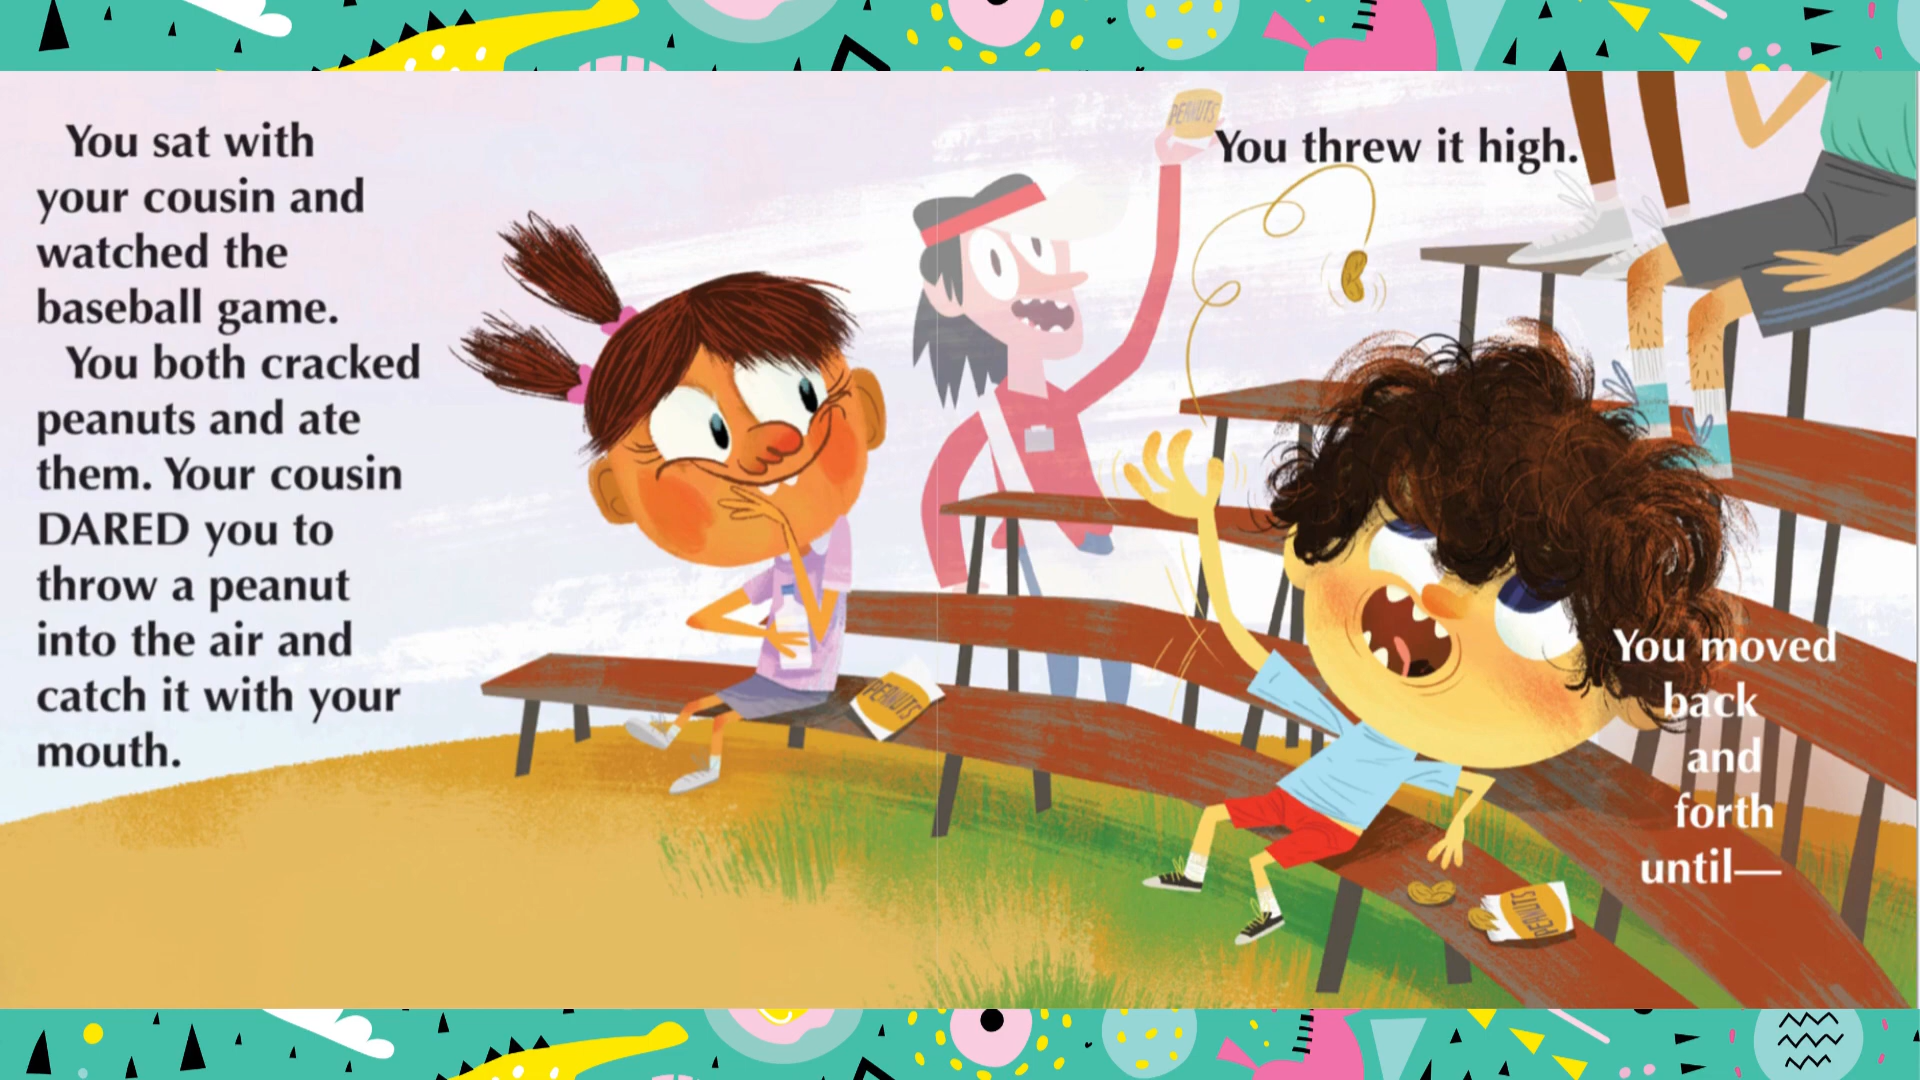 You sat with
your cousin and
watched the
baseball game.
You both cracked
peanuts and ate
them. Your cousin
DARED you to
throw a peanut
into the air and
catch it with your
mouth.
PEANUTS
PEANUTS
You threw it high.
You moved
back
and
forth
until—
PEANUTS